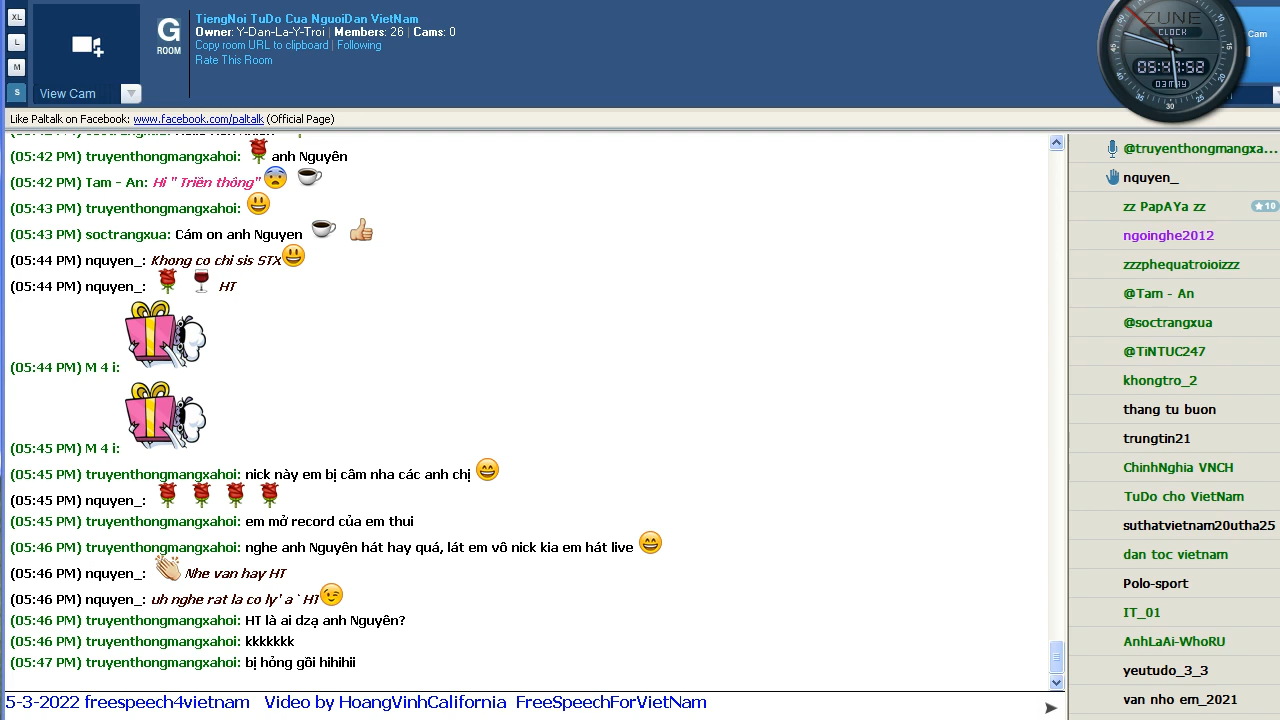 XL
L
M
S
View Cam
G
ROOM
TiengNoi TuDo Cua NguoiDan VietNam
Owner: Y-Dan-La-Y-Troi | Members: 26 | Cams: 0
Copy room URL to clipboard | Following
Rate This Room
ZUNE
CLOCK
05:47:52
03 MAY
Cam
Like Paltalk on Facebook: www.facebook.com/paltalk (Official Page)
(05:42 PM) truyenthongmangxahoi: anh Nguyên
(05:42 PM) Tam - An: Hi " Triền thông"
(05:43 PM) truyenthongmangxahoi:
(05:43 PM) soctrangxua: Cám on anh Nguyen
(05:44 PM) nquyen_: Khong co chi sis STX
(05:44 PM) nquyen_: HT
(05:44 PM) M 4 i:
(05:45 PM) M 4 i:
(05:45 PM) truyenthongmangxahoi: nick này em bị câm nha các anh chị
(05:45 PM) nquyen_:
(05:45 PM) truyenthongmangxahoi: em mở record của em thui
(05:46 PM) truyenthongmangxahoi: nghe anh Nguyên hát hay quá, lát em vô nick kia em hát live
(05:46 PM) nquyen_: Nhe van hay HT
(05:46 PM) nquyen_: uh nghe rat la co ly' a` HT
(05:46 PM) truyenthongmangxahoi: HT là ai dzạ anh Nguyên?
(05:46 PM) truyenthongmangxahoi: kkkkkkk
(05:47 PM) truyenthongmangxahoi: bị hỏng gồi hihihii
@truyenthongmangxa...
nquyen_
zz PapAYa zz
10
ngoinghe2012
zzzphequatroioizzz
@Tam - An
@soctrangxua
@TiNTUC247
khongtro_2
thang tu buon
trungtin21
ChinhNghia VNCH
TuDo cho VietNam
suthatvietnam20utha25
dan toc vietnam
Polo-sport
IT_01
AnhLaAi-WhoRU
yeutudo_3_3
van nho em_2021
5-3-2022 freespeech4vietnam Video by HoangVinhCalifornia FreeSpeechForVietNam